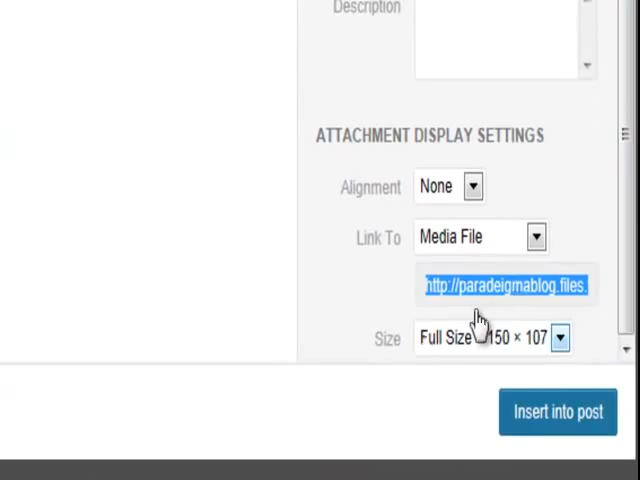 Description
ATTACHMENT DISPLAY SETTINGS
Alignment None
Link To Media File
http://paradeigmablog.files.
Size Full Size 150 × 107
Insert into post